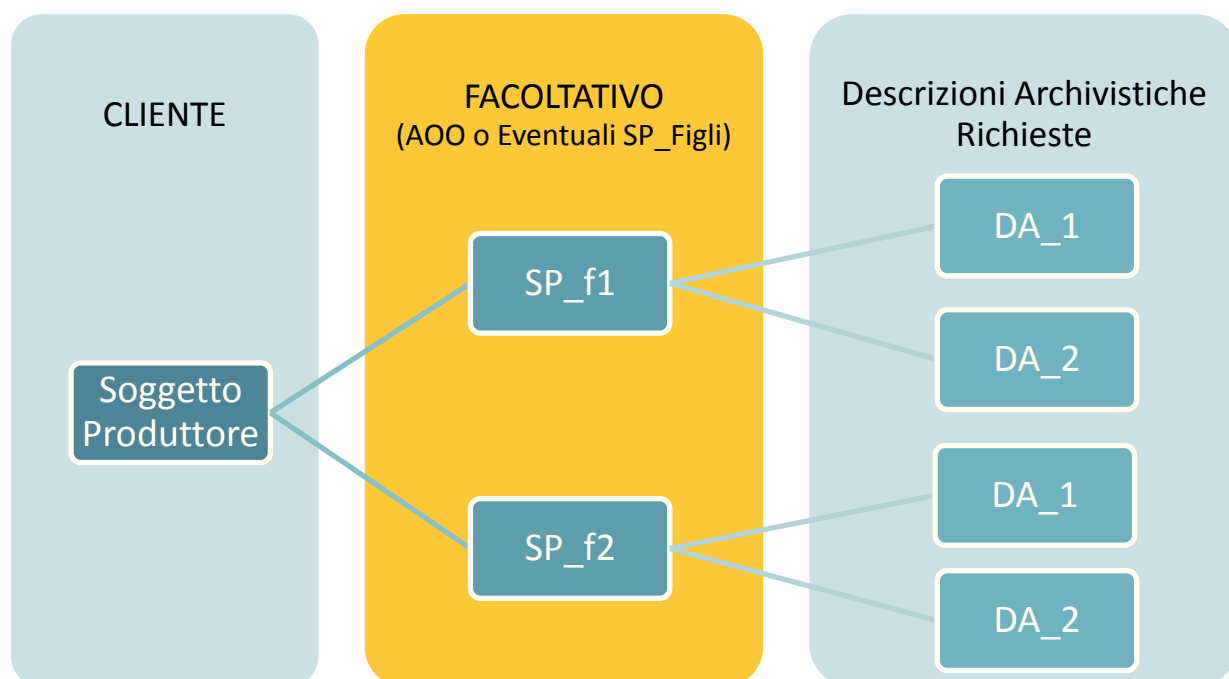 CLIENTE
Soggetto
Produttore
FACOLTATIVO
(AOO o Eventuali SP_Figli)
SP_f1
SP_f2
Descrizioni Archivistiche
Richieste
DA_1
DA_2
DA_1
DA_2